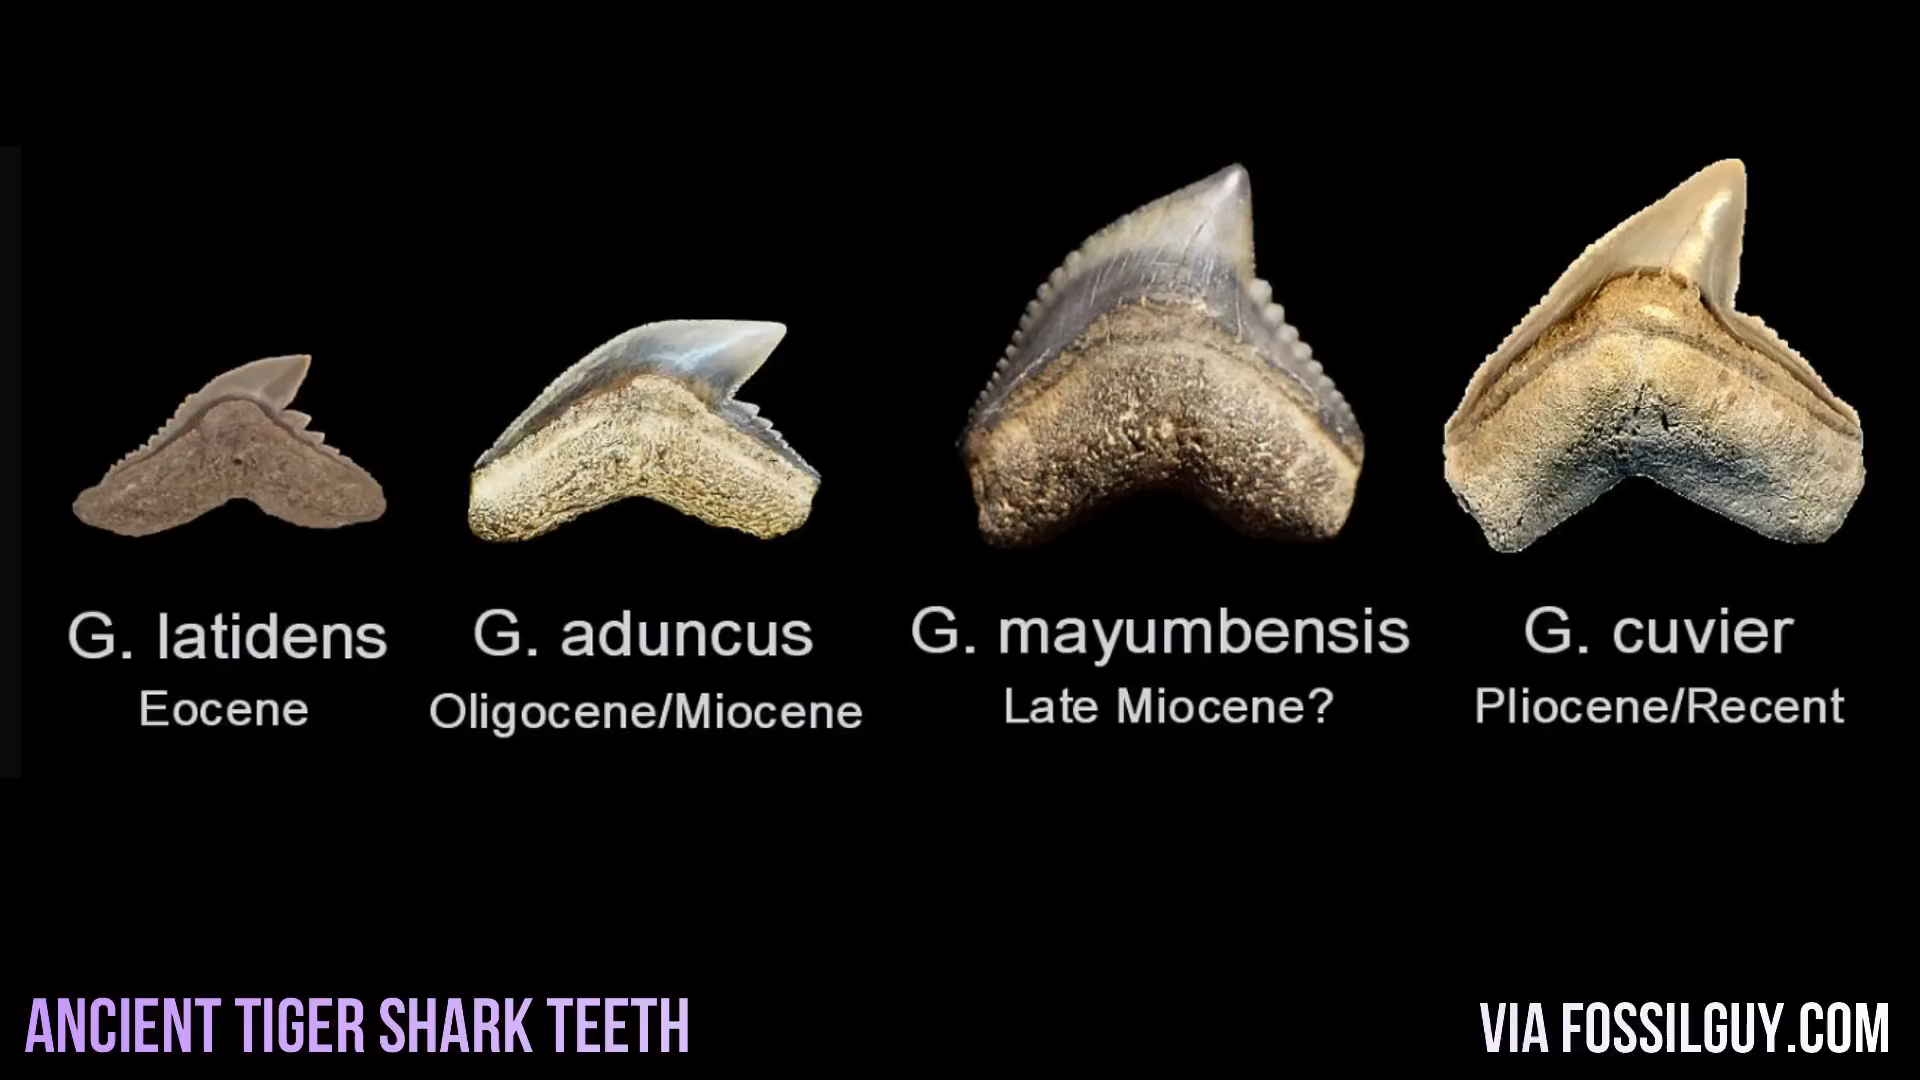 G. latidens
Eocene
G. aduncus
Oligocene/Miocene
G. mayumbensis
Late Miocene?
G. cuvier
Pliocene/Recent
ANCIENT TIGER SHARK TEETH
VIA FOSSILGUY.COM